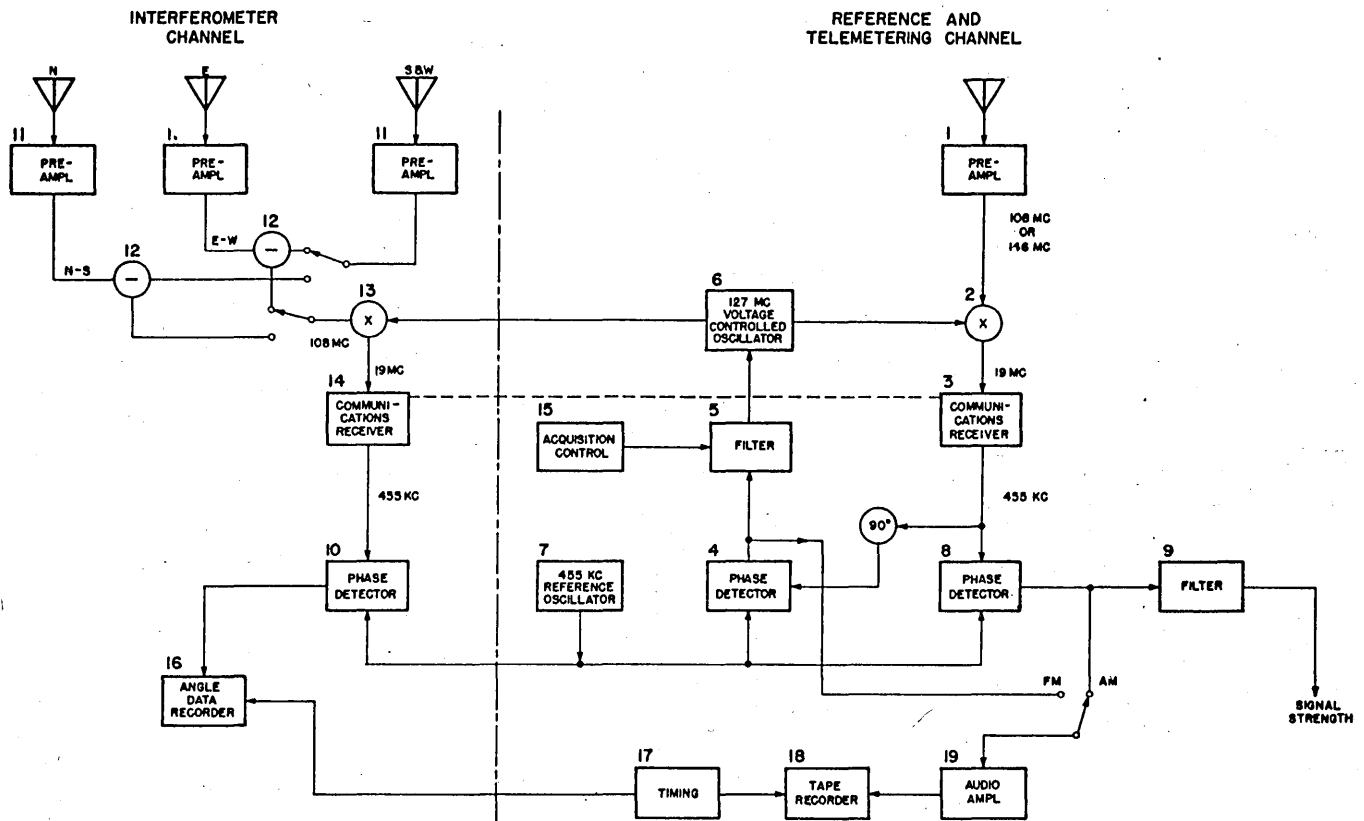 INTERFEROMETER
CHANNEL
REFERENCE AND
TELEMETERING CHANNEL
N
E
S&W
11
PRE-
AMPL
1.
PRE-
AMPL
11
PRE-
AMPL
1
PRE-
AMPL
108 MC
OR
146 MC
12
E-W
−
12
N-S
−
13
X
108 MC
19 MC
6
127 MC
VOLTAGE
CONTROLLED
OSCILLATOR
2
X
19 MC
14
COMMUNI-
CATIONS
RECEIVER
15
ACQUISITION
CONTROL
5
FILTER
3
COMMUNI-
CATIONS
RECEIVER
455 KC
455 KC
90°
10
PHASE
DETECTOR
7
455 KC
REFERENCE
OSCILLATOR
4
PHASE
DETECTOR
8
PHASE
DETECTOR
9
FILTER
16
ANGLE
DATA
RECORDER
FM
AM
SIGNAL
STRENGTH
17
TIMING
18
TAPE
RECORDER
19
AUDIO
AMPL